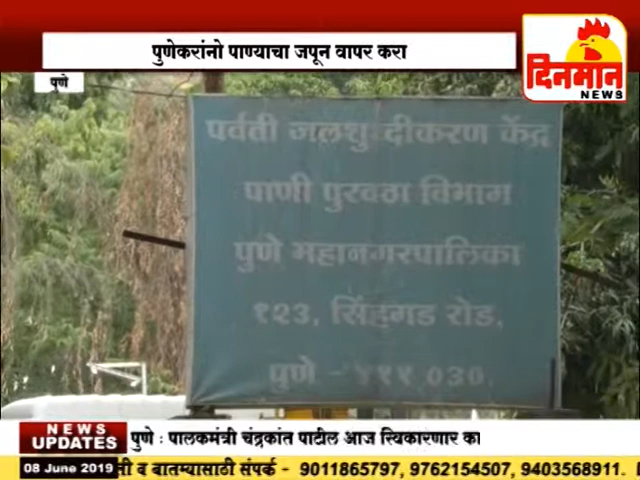 पुणेकरांनो पाण्याचा जपून वापर करा
पुणे
दिनमान
NEWS
पर्वती जलशुध्दीकरण केंद्र
पाणी पुरवठा विभाग
पुणे महानगरपालिका
१२३, सिंहगड रोड,
पुणे - ४११ ०३०.
NEWS UPDATES
पुणे : पालकमंत्री चंद्रकांत पाटील आज स्विकारणार का
08 June 2019
ती व बातम्यासाठी संपर्क - 9011865797, 9762154507, 9403568911.